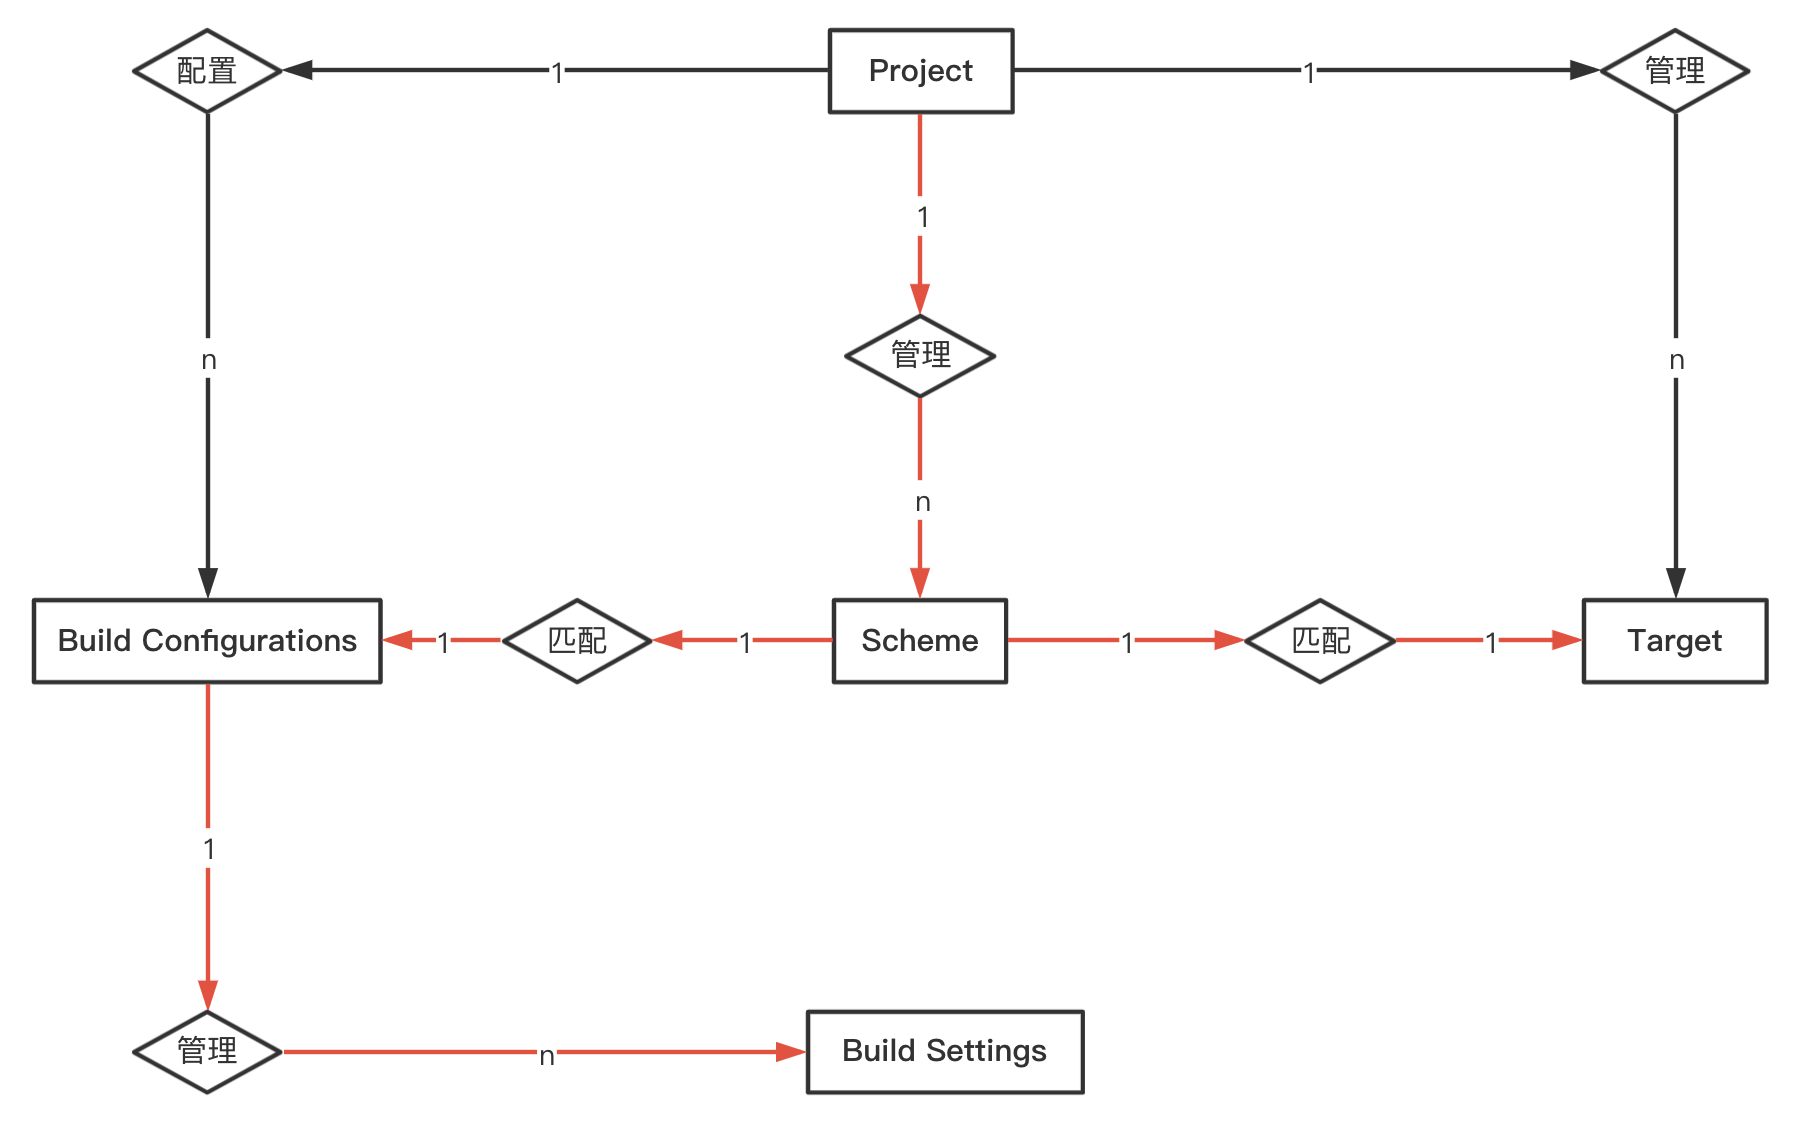 配置
1
Project
1
管理
1
n
管理
n
n
Build Configurations
1
匹配
1
Scheme
1
匹配
1
Target
1
管理
n
Build Settings